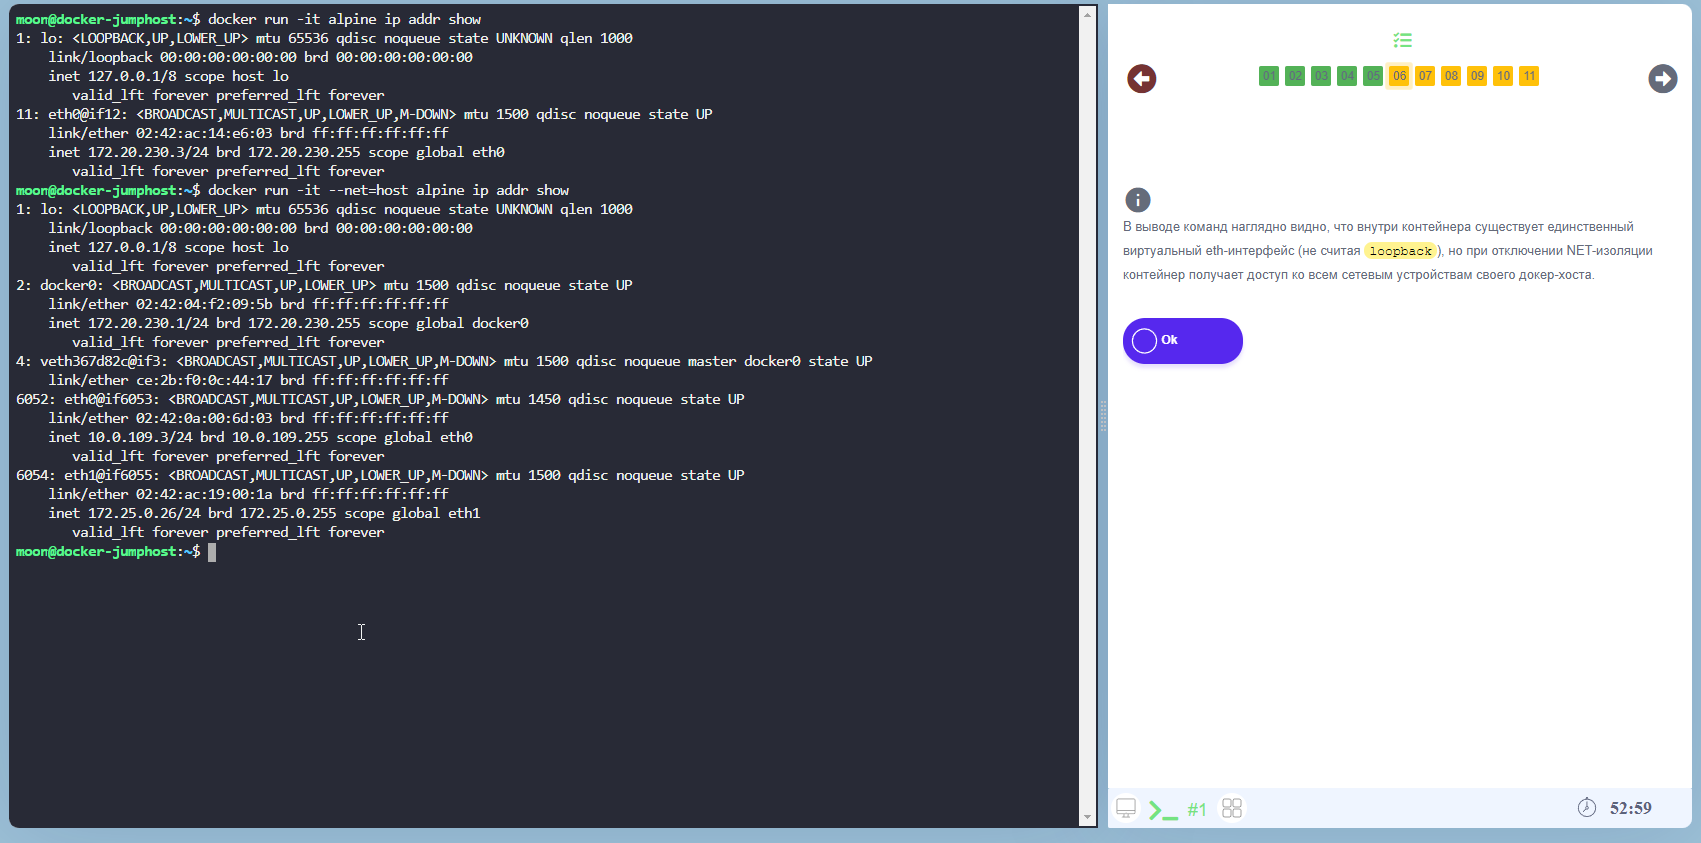 moon@docker-jumphost:~$ docker run -it alpine ip addr show
1: lo: <LOOPBACK,UP,LOWER_UP> mtu 65536 qdisc noqueue state UNKNOWN qlen 1000
    link/loopback 00:00:00:00:00:00 brd 00:00:00:00:00:00
    inet 127.0.0.1/8 scope host lo
       valid_lft forever preferred_lft forever
11: eth0@if12: <BROADCAST,MULTICAST,UP,LOWER_UP,M-DOWN> mtu 1500 qdisc noqueue state UP
    link/ether 02:42:ac:14:e6:03 brd ff:ff:ff:ff:ff:ff
    inet 172.20.230.3/24 brd 172.20.230.255 scope global eth0
       valid_lft forever preferred_lft forever
moon@docker-jumphost:~$ docker run -it --net=host alpine ip addr show
1: lo: <LOOPBACK,UP,LOWER_UP> mtu 65536 qdisc noqueue state UNKNOWN qlen 1000
    link/loopback 00:00:00:00:00:00 brd 00:00:00:00:00:00
    inet 127.0.0.1/8 scope host lo
       valid_lft forever preferred_lft forever
2: docker0: <BROADCAST,MULTICAST,UP,LOWER_UP> mtu 1500 qdisc noqueue state UP
    link/ether 02:42:04:f2:09:5b brd ff:ff:ff:ff:ff:ff
    inet 172.20.230.1/24 brd 172.20.230.255 scope global docker0
       valid_lft forever preferred_lft forever
4: veth367d82c@if3: <BROADCAST,MULTICAST,UP,LOWER_UP,M-DOWN> mtu 1500 qdisc noqueue master docker0 state UP
    link/ether ce:2b:f0:0c:44:17 brd ff:ff:ff:ff:ff:ff
6052: eth0@if6053: <BROADCAST,MULTICAST,UP,LOWER_UP,M-DOWN> mtu 1450 qdisc noqueue state UP
    link/ether 02:42:0a:00:6d:03 brd ff:ff:ff:ff:ff:ff
    inet 10.0.109.3/24 brd 10.0.109.255 scope global eth0
       valid_lft forever preferred_lft forever
6054: eth1@if6055: <BROADCAST,MULTICAST,UP,LOWER_UP,M-DOWN> mtu 1500 qdisc noqueue state UP
    link/ether 02:42:ac:19:00:1a brd ff:ff:ff:ff:ff:ff
    inet 172.25.0.26/24 brd 172.25.0.255 scope global eth1
       valid_lft forever preferred_lft forever
moon@docker-jumphost:~$
01 02 03 04 05 06 07 08 09 10 11
В выводе команд наглядно видно, что внутри контейнера существует единственный
виртуальный eth-интерфейс (не считая loopback ), но при отключении NET-изоляции
контейнер получает доступ ко всем сетевым устройствам своего докер-хоста.
Ok
#1
52:59